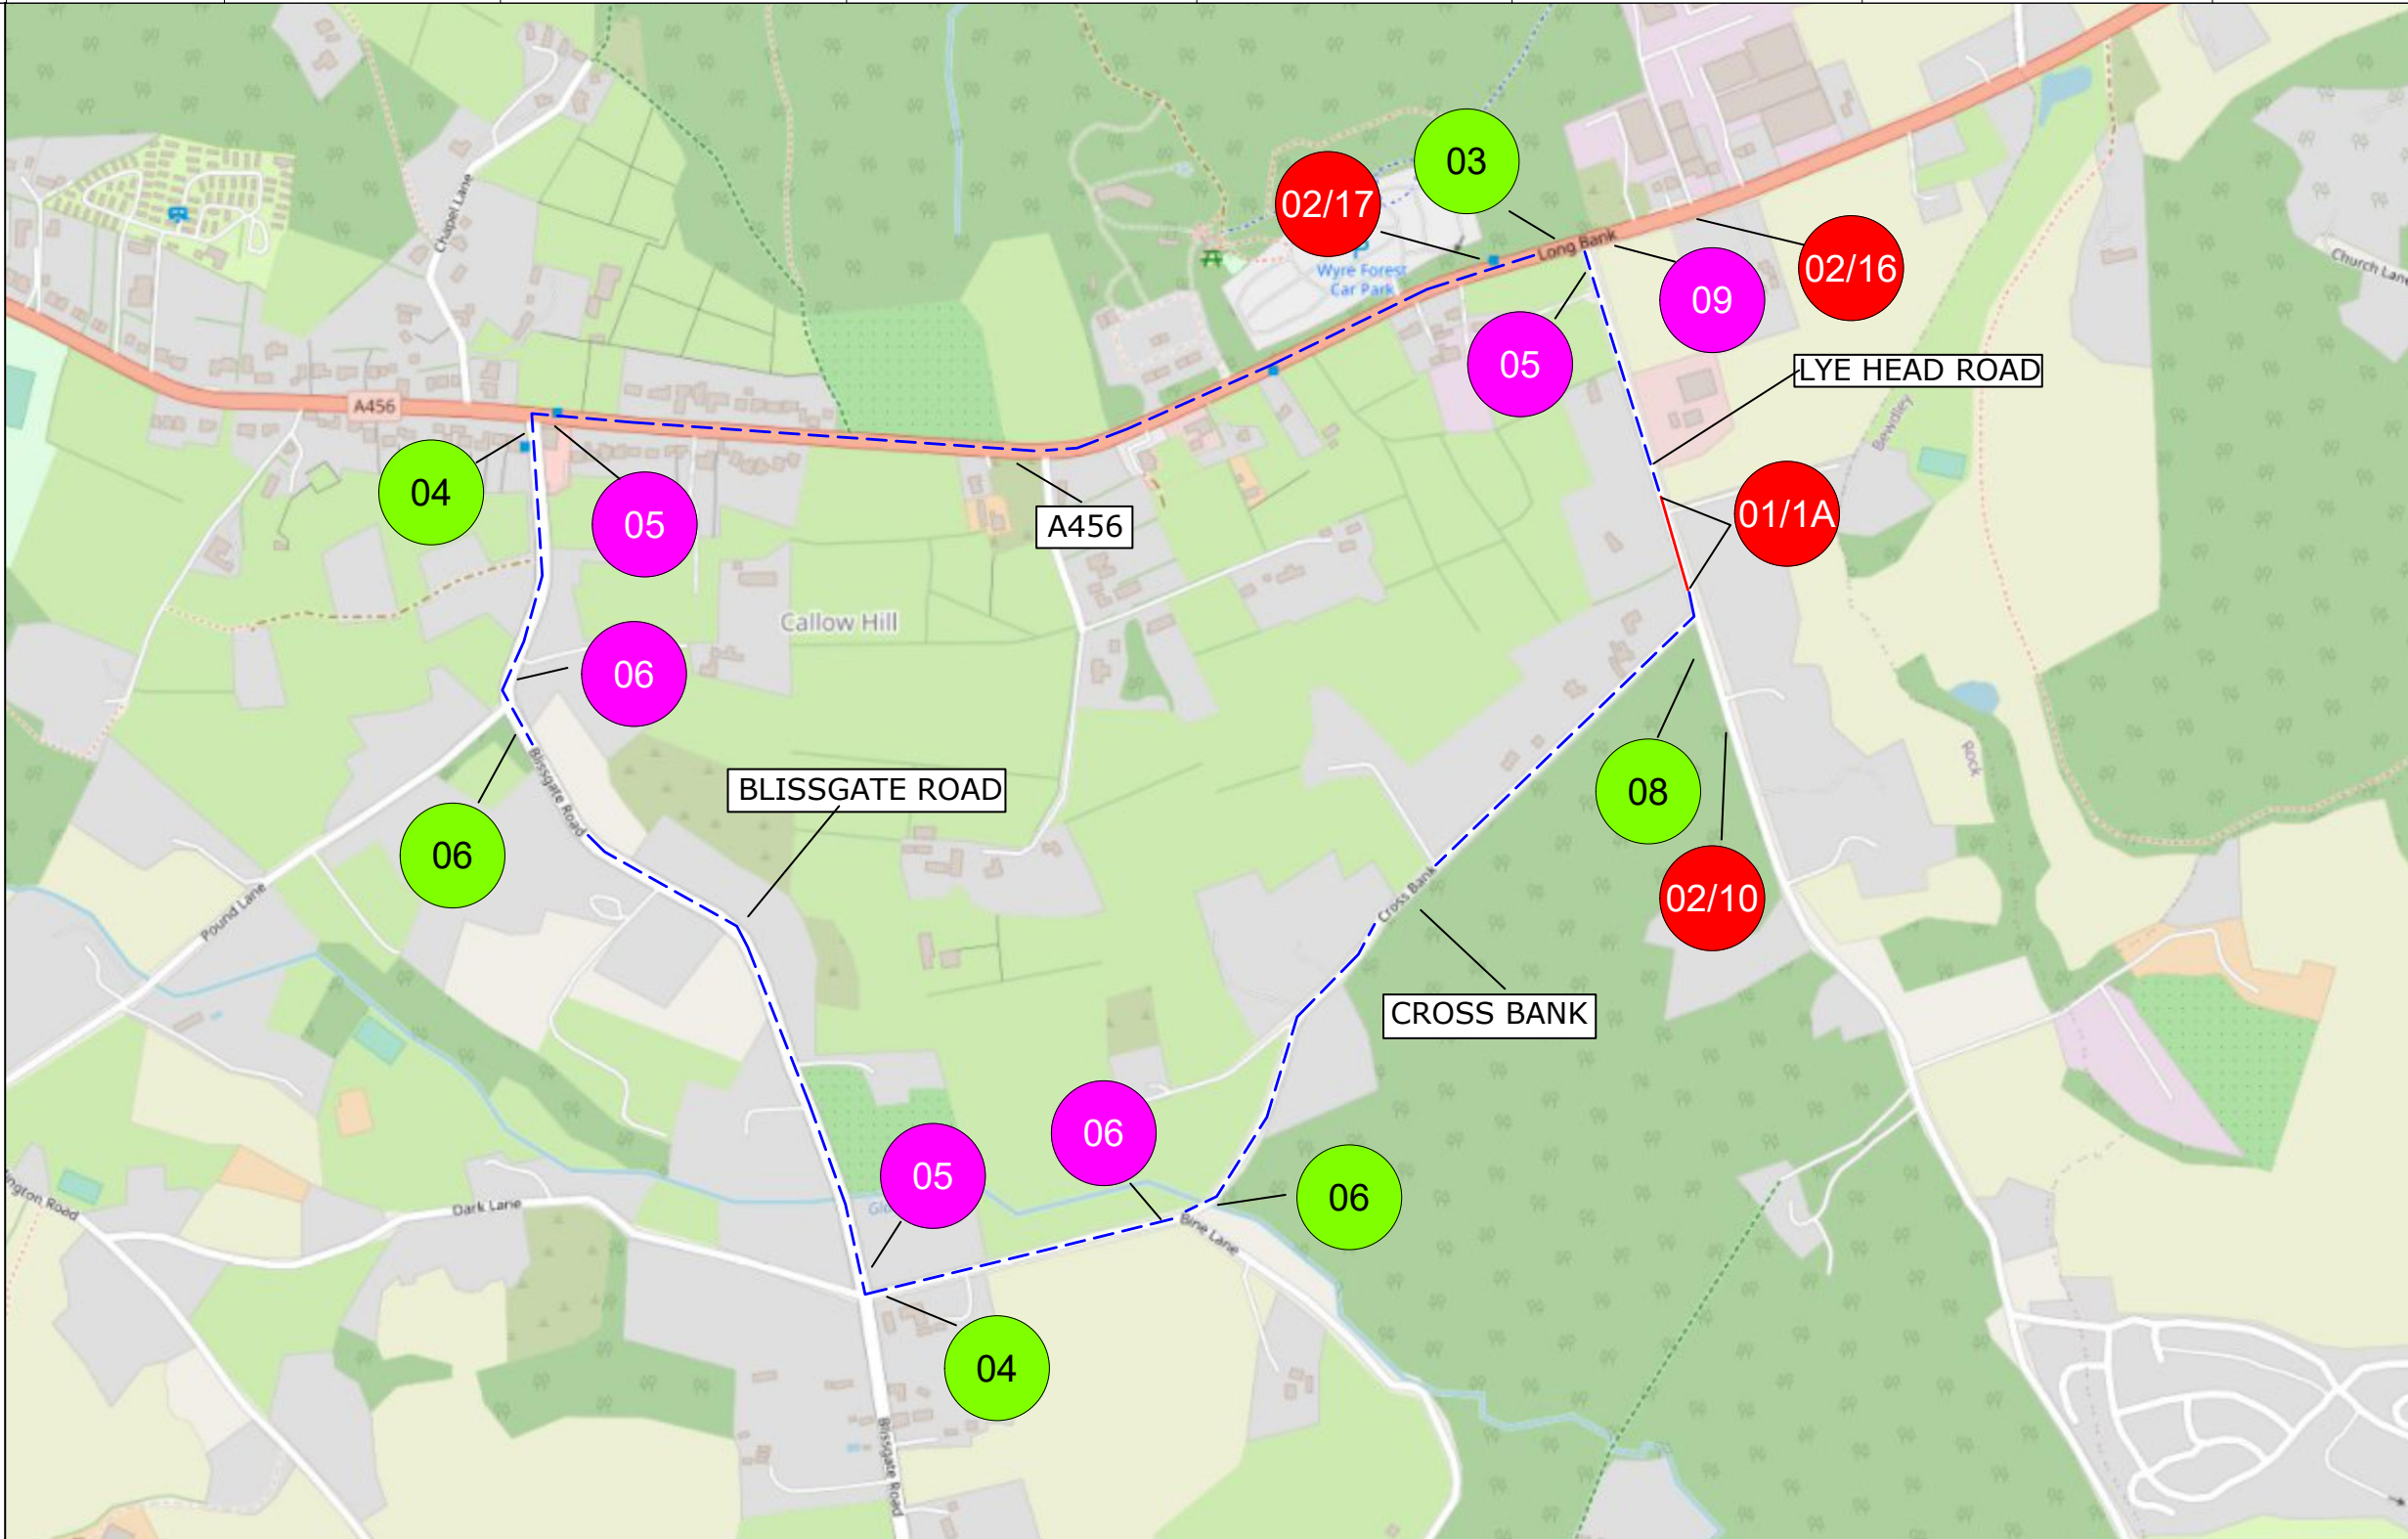 03
02/17
Long Bank
P
Wyre Forest
Car Park
09
02/16
Chapel Lane
Church Lane
05
LYE HEAD ROAD
A456
Bewdley
04
05
A456
01/1A
Callow Hill
06
Rock
BLISSGATE ROAD
08
Blissgate Road
06
02/10
Cross Bank
Pound Lane
CROSS BANK
06
05
06
Dark Lane
Bine Lane
04
Blissgate Road